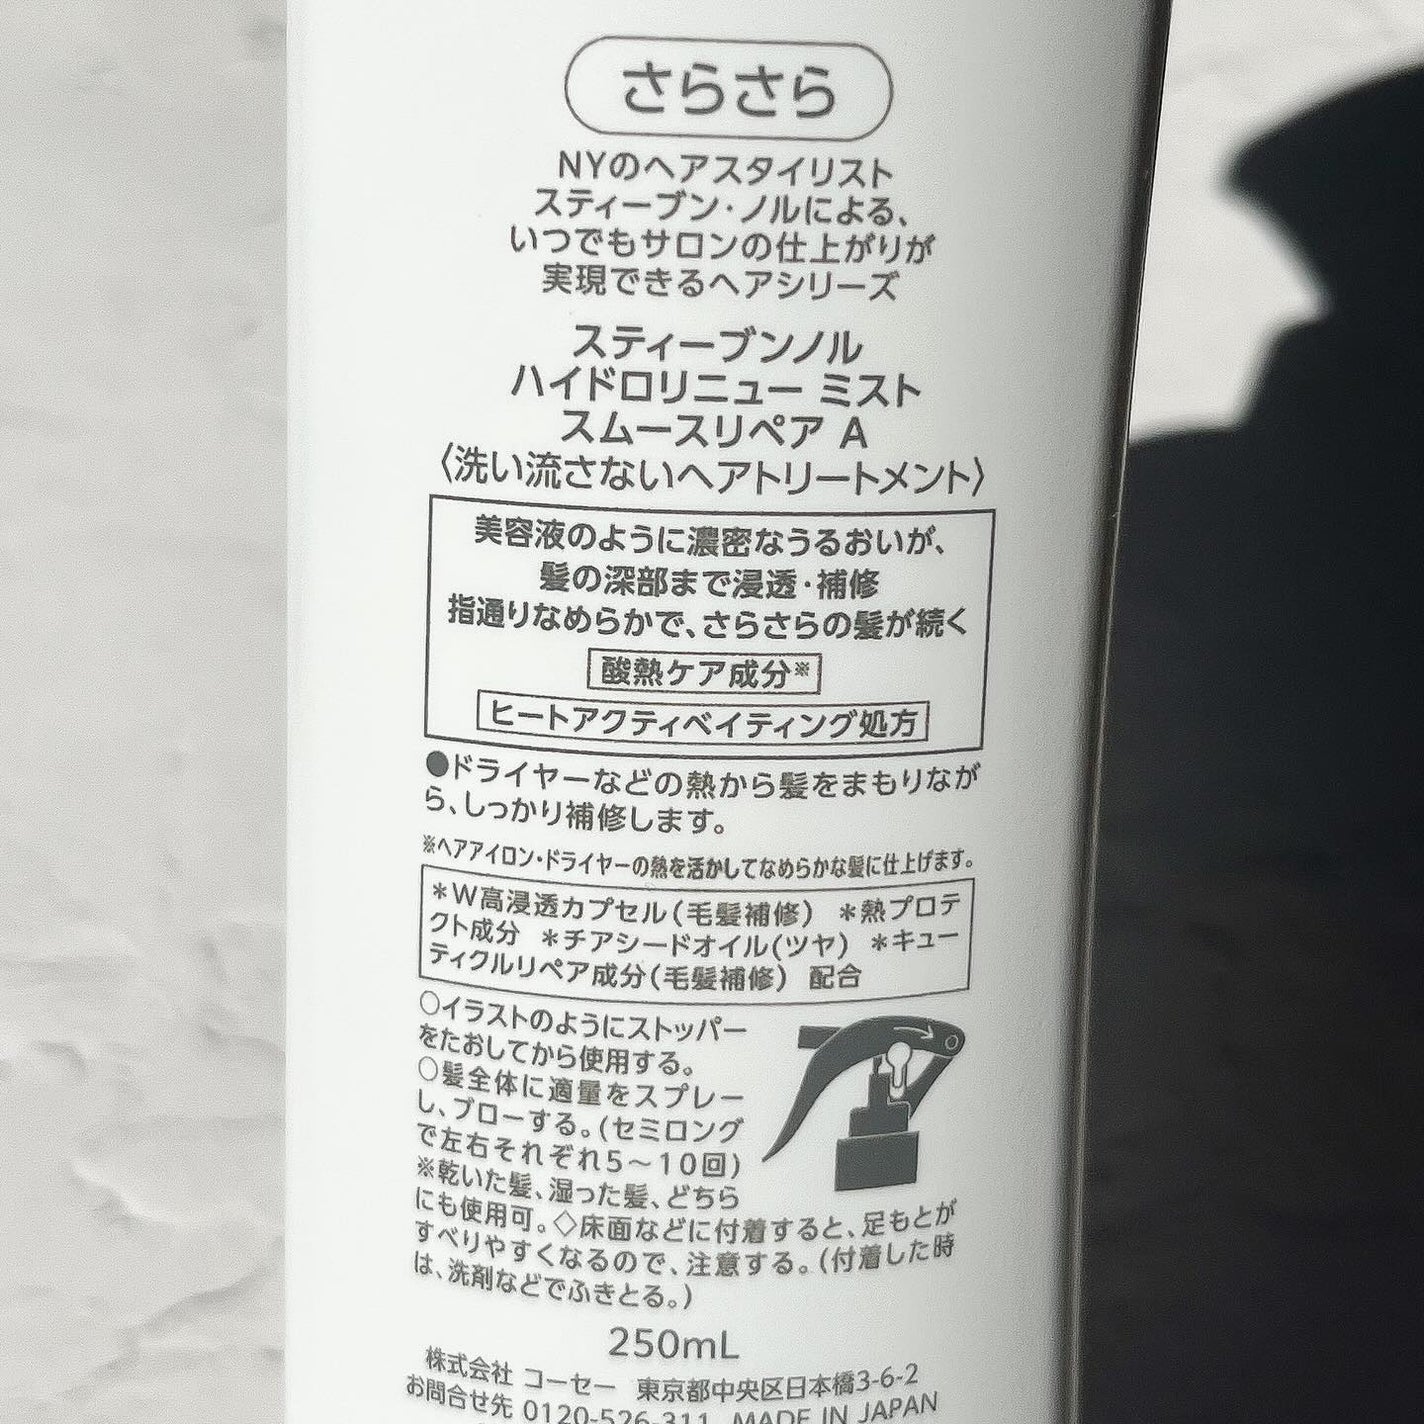 さらさら
NYのヘアスタイリスト
スティーブン・ノルによる、
いつでもサロンの仕上がりが
実現できるヘアシリーズ
スティーブンノル
ハイドロリニュー ミスト
スムースリペア A
〈洗い流さないヘアトリートメント〉
美容液のように濃密なうるおいが、
髪の深部まで浸透・補修
指通りなめらかで、さらさらの髪が続く
酸熱ケア成分※
ヒートアクティベイティング処方
●ドライヤーなどの熱から髪をまもりなが
ら、しっかり補修します。
※ヘアアイロン・ドライヤーの熱を活かしてなめらかな髪に仕上げます。
＊W高浸透カプセル(毛髪補修) ＊熱プロテ
クト成分 ＊チアシードオイル(ツヤ) ＊キュー
ティクルリペア成分(毛髪補修) 配合
○イラストのようにストッパー
をたおしてから使用する。
○髪全体に適量をスプレー
し、ブローする。(セミロング
で左右それぞれ5～10回)
※乾いた髪、湿った髪、どちら
にも使用可。◇床面などに付着すると、足もとが
すべりやすくなるので、注意する。(付着した時
は、洗剤などでふきとる。)
250mL
株式会社 コーセー 東京都中央区日本橋3-6-2
お問合せ先 0120-526-311 MADE IN JAPAN